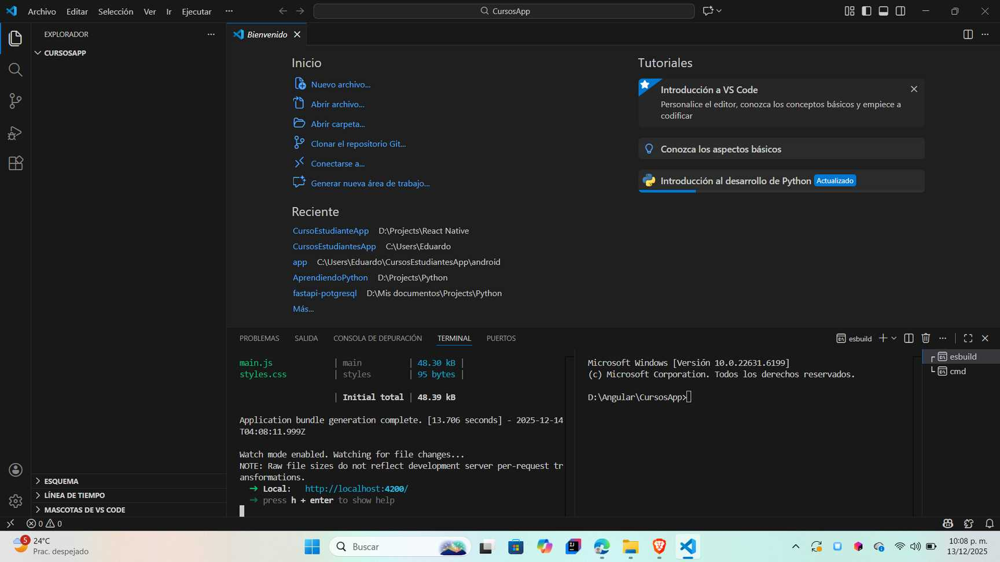 Archivo Editar Selección Ver Ir Ejecutar ···
CursosApp
EXPLORADOR
CURSOSAPP
Bienvenido
Inicio
Nuevo archivo...
Abrir archivo...
Abrir carpeta...
Clonar el repositorio Git...
Conectarse a...
Generar nueva área de trabajo...
Reciente
CursoEstudianteApp D:\Projects\React Native
CursosEstudiantesApp C:\Users\Eduardo
app C:\Users\Eduardo\CursosEstudiantesApp\android
AprendiendoPython D:\Projects\Python
fastapi-potgresql D:\Mis documentos\Projects\Python
Más...
Tutoriales
Introducción a VS Code
Personalice el editor, conozca los conceptos básicos y empiece a
codificar
Conozca los aspectos básicos
Introducción al desarrollo de Python Actualizado
PROBLEMAS SALIDA CONSOLA DE DEPURACIÓN TERMINAL PUERTOS
esbuild
main.js | main | 48.30 kB |
styles.css | styles | 95 bytes |
| Initial total | 48.39 kB
Application bundle generation complete. [13.706 seconds] - 2025-12-14
T04:08:11.999Z
Watch mode enabled. Watching for file changes...
NOTE: Raw file sizes do not reflect development server per-request tr
ansformations.
➜ Local: http://localhost:4200/
➜ press h + enter to show help
Microsoft Windows [Versión 10.0.22631.6199]
(c) Microsoft Corporation. Todos los derechos reservados.
D:\Angular\CursosApp>
esbuild
cmd
ESQUEMA
LÍNEA DE TIEMPO
MASCOTAS DE VS CODE
0 0
5
24°C
Prac. despejado
Buscar
10:08 p. m.
13/12/2025